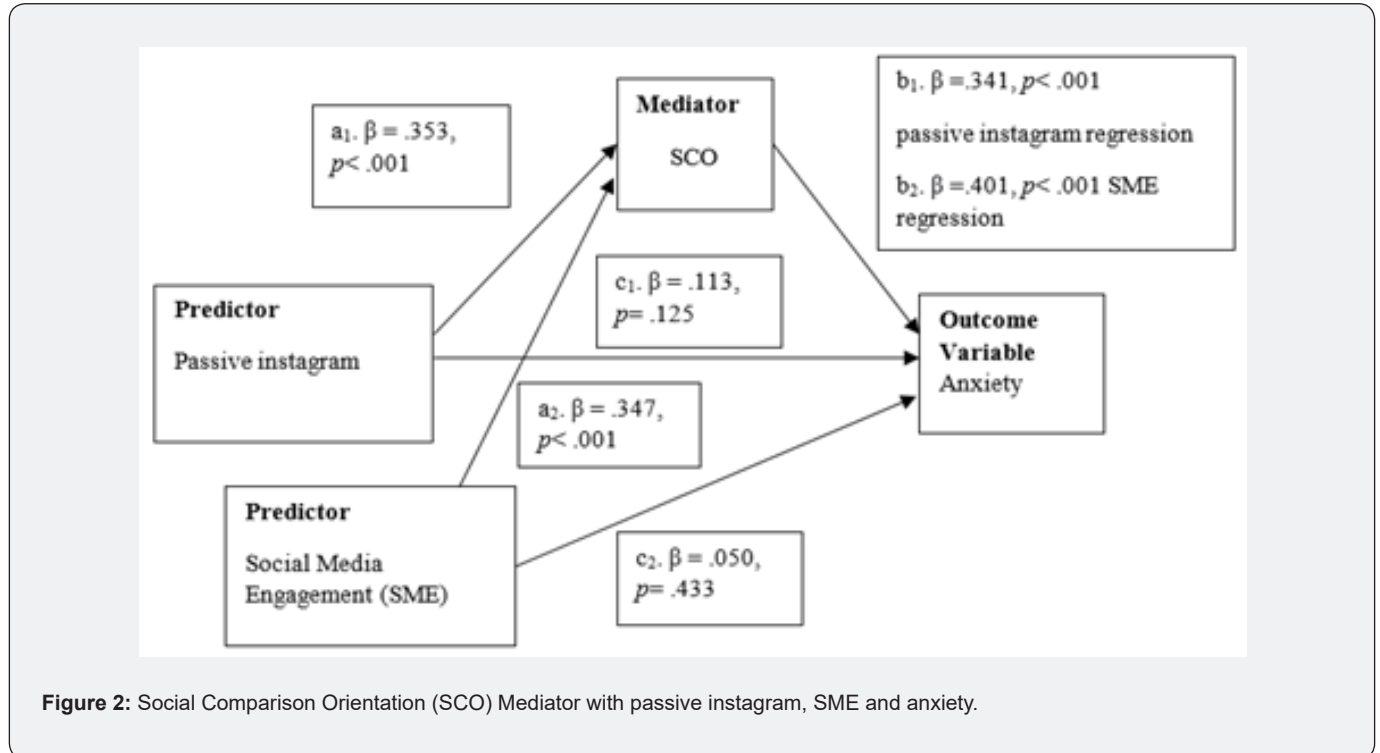 a₁. β = .353,
p< .001
Mediator
SCO
b₁. β =.341, p< .001
passive instagram regression
b₂. β =.401, p< .001 SME
regression
Predictor
Passive instagram
c₁. β = .113,
p= .125
Outcome
Variable
Anxiety
a₂. β = .347,
p< .001
Predictor
Social Media
Engagement (SME)
c₂. β = .050,
p= .433
Figure 2: Social Comparison Orientation (SCO) Mediator with passive instagram, SME and anxiety.